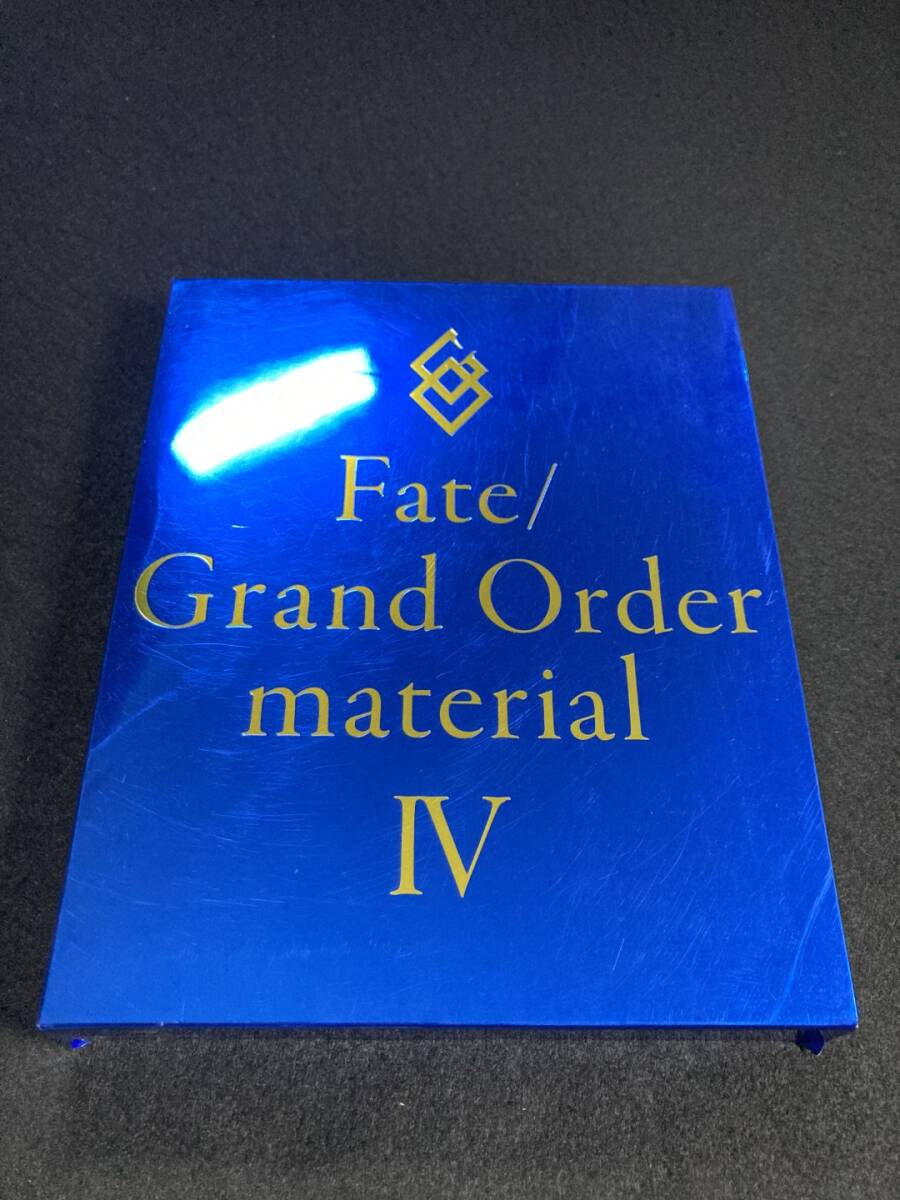 Fate/
Grand Order
material
IV